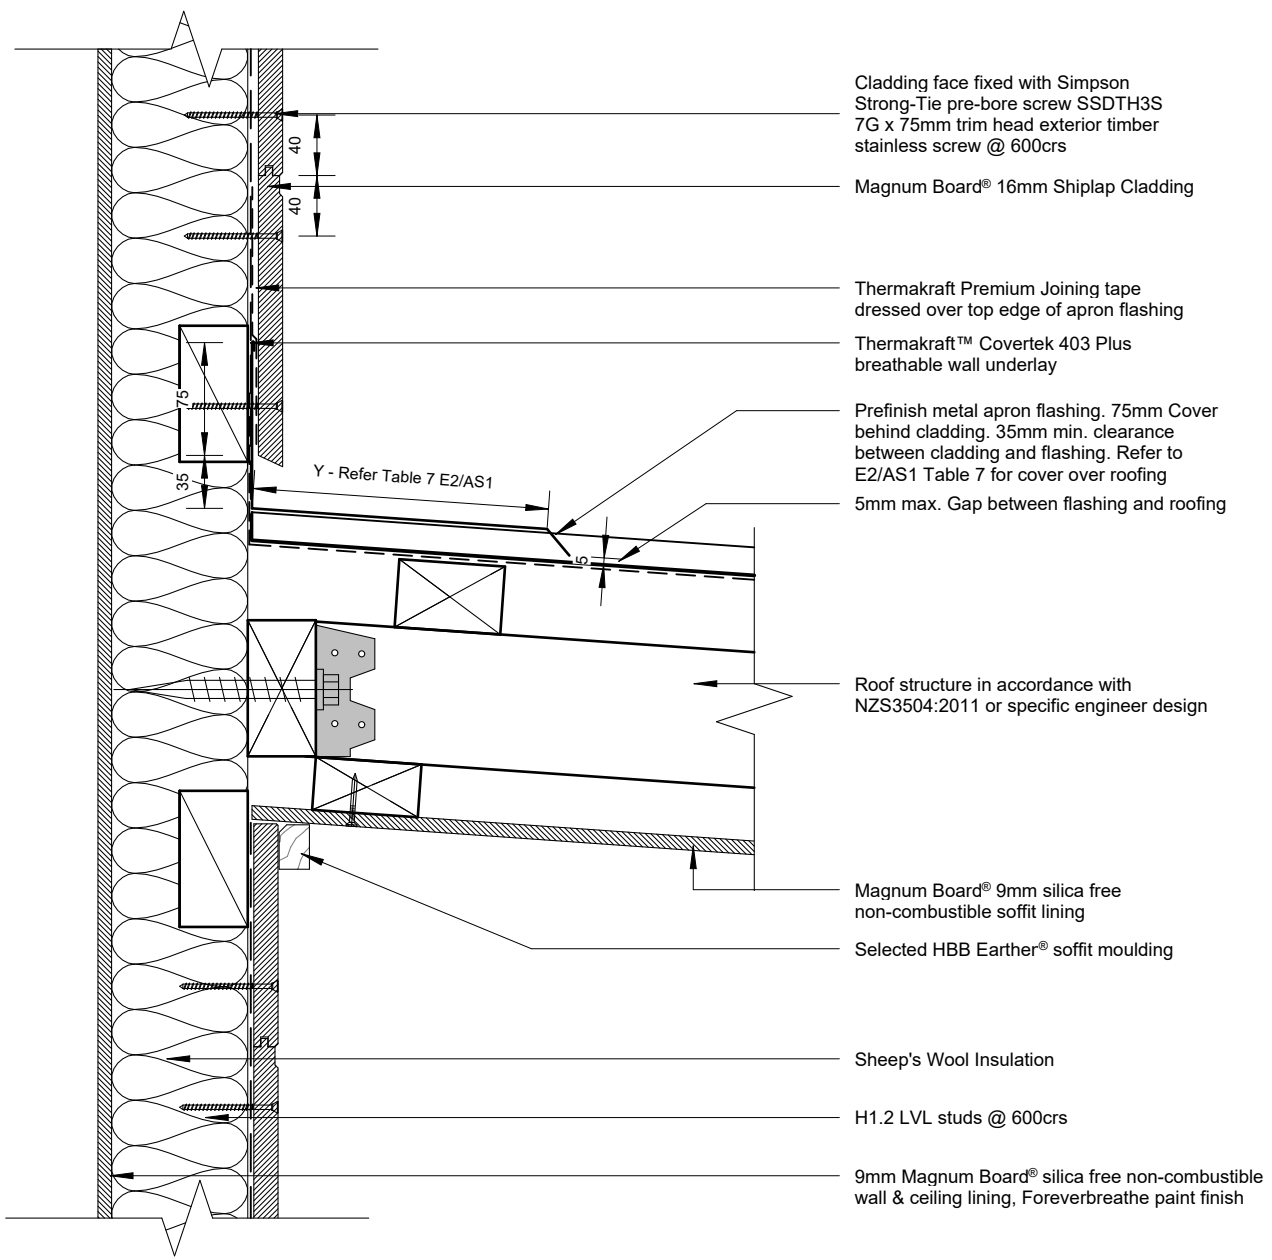 Cladding face fixed with Simpson
Strong-Tie pre-bore screw SSDTH3S
7G x 75mm trim head exterior timber
stainless screw @ 600crs
40
Magnum Board® 16mm Shiplap Cladding
40
Thermakraft Premium Joining tape
dressed over top edge of apron flashing
Thermakraft™ Covertek 403 Plus
breathable wall underlay
75
Prefinish metal apron flashing. 75mm Cover
behind cladding. 35mm min. clearance
between cladding and flashing. Refer to
E2/AS1 Table 7 for cover over roofing
35
Y - Refer Table 7 E2/AS1
5mm max. Gap between flashing and roofing
5
Roof structure in accordance with
NZS3504:2011 or specific engineer design
Magnum Board® 9mm silica free
non-combustible soffit lining
Selected HBB Earther® soffit moulding
Sheep's Wool Insulation
H1.2 LVL studs @ 600crs
9mm Magnum Board® silica free non-combustible
wall & ceiling lining, Foreverbreathe paint finish